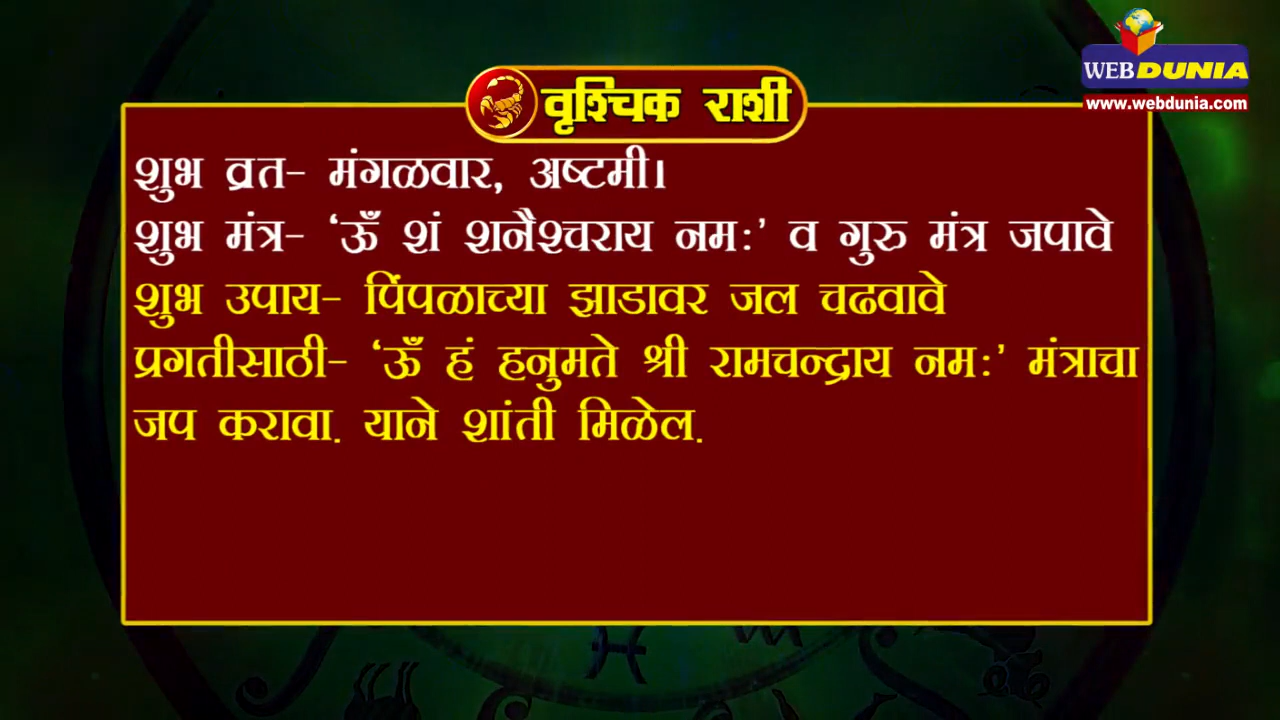 WEBDUNIA
www.webdunia.com
वृश्चिक राशी
शुभ व्रत- मंगळवार, अष्टमी।
शुभ मंत्र- ‘ऊँ शं शनैश्चराय नमः’ व गुरु मंत्र जपावे
शुभ उपाय- पिंपळाच्या झाडावर जल चढवावे
प्रगतीसाठी- ‘ऊँ हं हनुमते श्री रामचन्द्राय नमः’ मंत्राचा
जप करावा. याने शांती मिळेल.